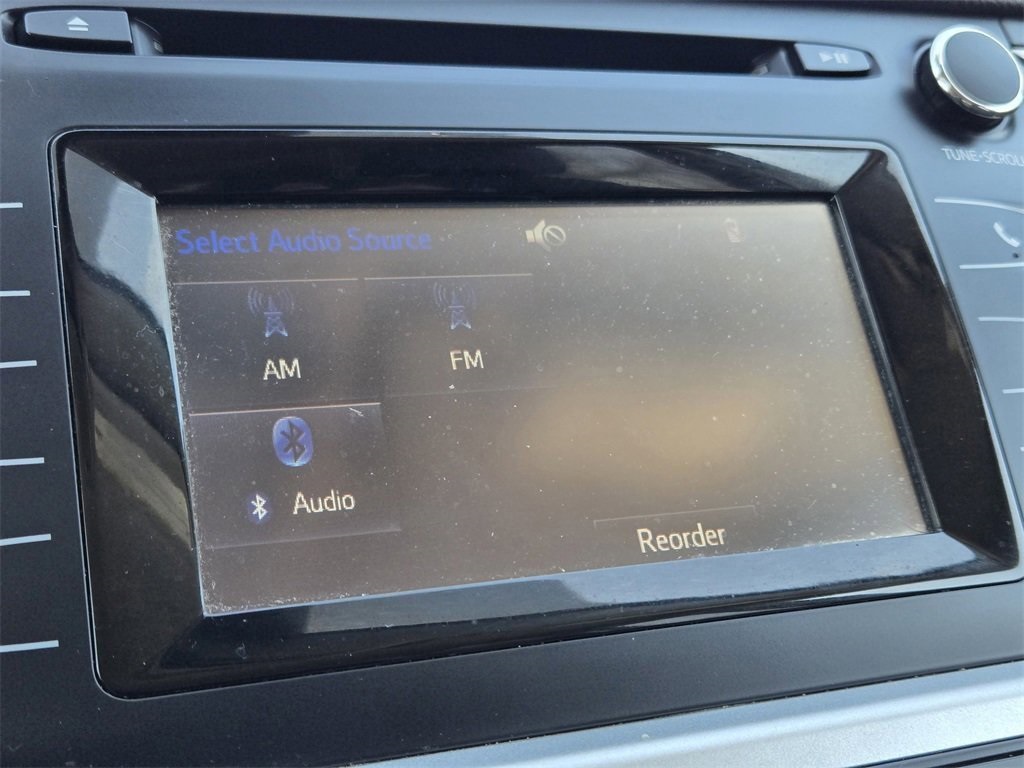 TUNE•SCROLL
Select Audio Source
AM
FM
Audio
Reorder